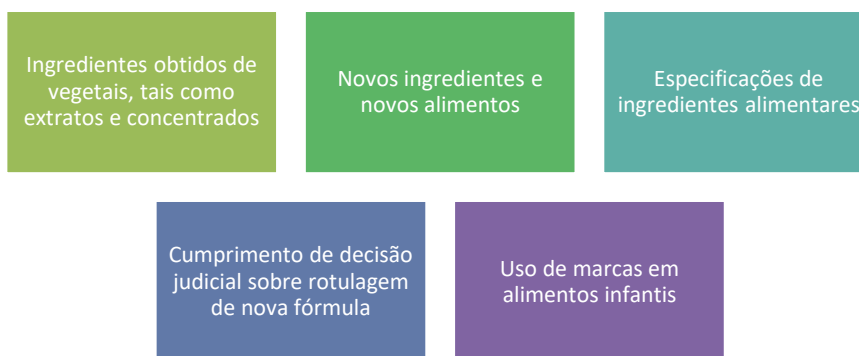 Ingredientes obtidos de
vegetais, tais como
extratos e concentrados
Novos ingredientes e
novos alimentos
Especificações de
ingredientes alimentares
Cumprimento de decisão
judicial sobre rotulagem
de nova fórmula
Uso de marcas em
alimentos infantis